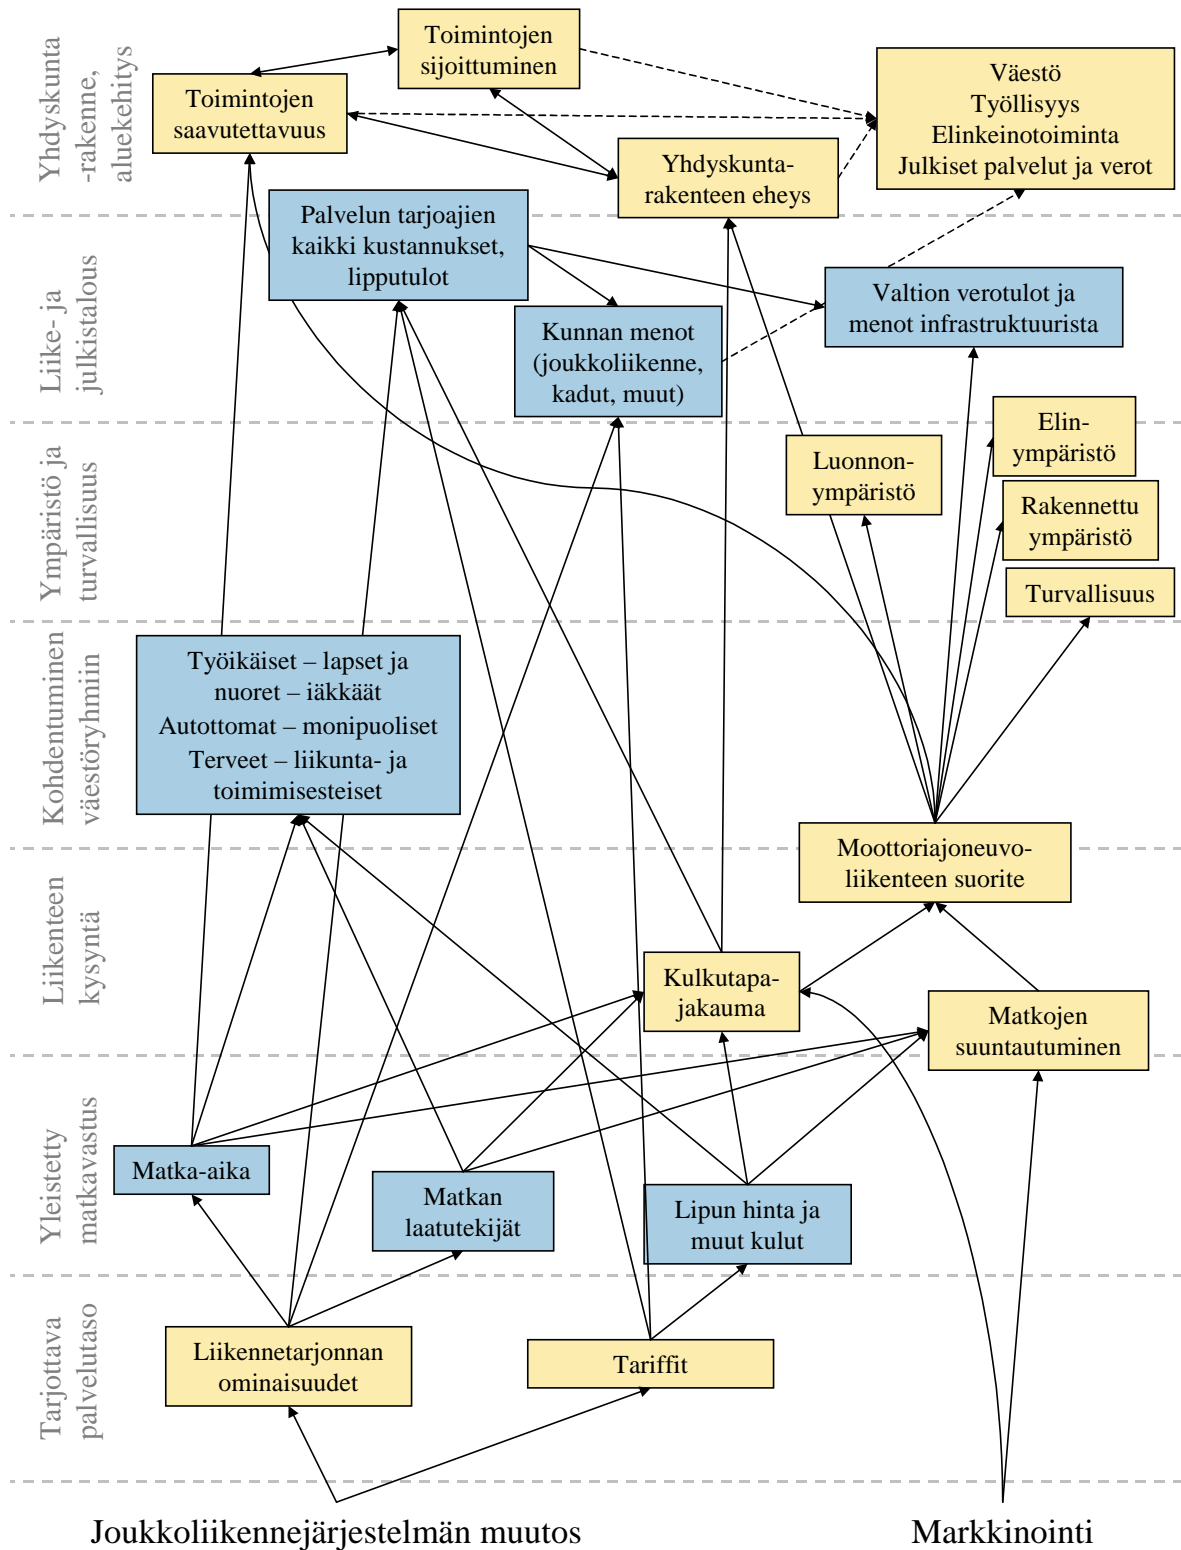 Yhdyskunta
-rakenne,
aluekehitys
Toimintojen
sijoittuminen
Toimintojen
saavutettavuus
Väestö
Työllisyys
Elinkeinotoiminta
Julkiset palvelut ja verot
Yhdyskunta-
rakenteen eheys
Liike- ja
julkistalous
Palvelun tarjoajien
kaikki kustannukset,
lipputulot
Kunnan menot
(joukkoliikenne,
kadut, muut)
Valtion verotulot ja
menot infrastruktuurista
Ympäristö ja
turvallisuus
Elin-
ympäristö
Luonnon-
ympäristö
Rakennettu
ympäristö
Turvallisuus
Kohdentuminen
väestöryhmiin
Työikäiset – lapset ja
nuoret – iäkkäät
Autottomat – monipuoliset
Terveet – liikunta- ja
toimimisesteiset
Liikenteen
kysyntä
Moottoriajoneuvo-
liikenteen suorite
Kulkutapa-
jakauma
Matkojen
suuntautuminen
Yleistetty
matkavastus
Matka-aika
Matkan
laatutekijät
Lipun hinta ja
muut kulut
Tarjottava
palvelutaso
Liikennetarjonnan
ominaisuudet
Tariffit
Joukkoliikennejärjestelmän muutos
Markkinointi